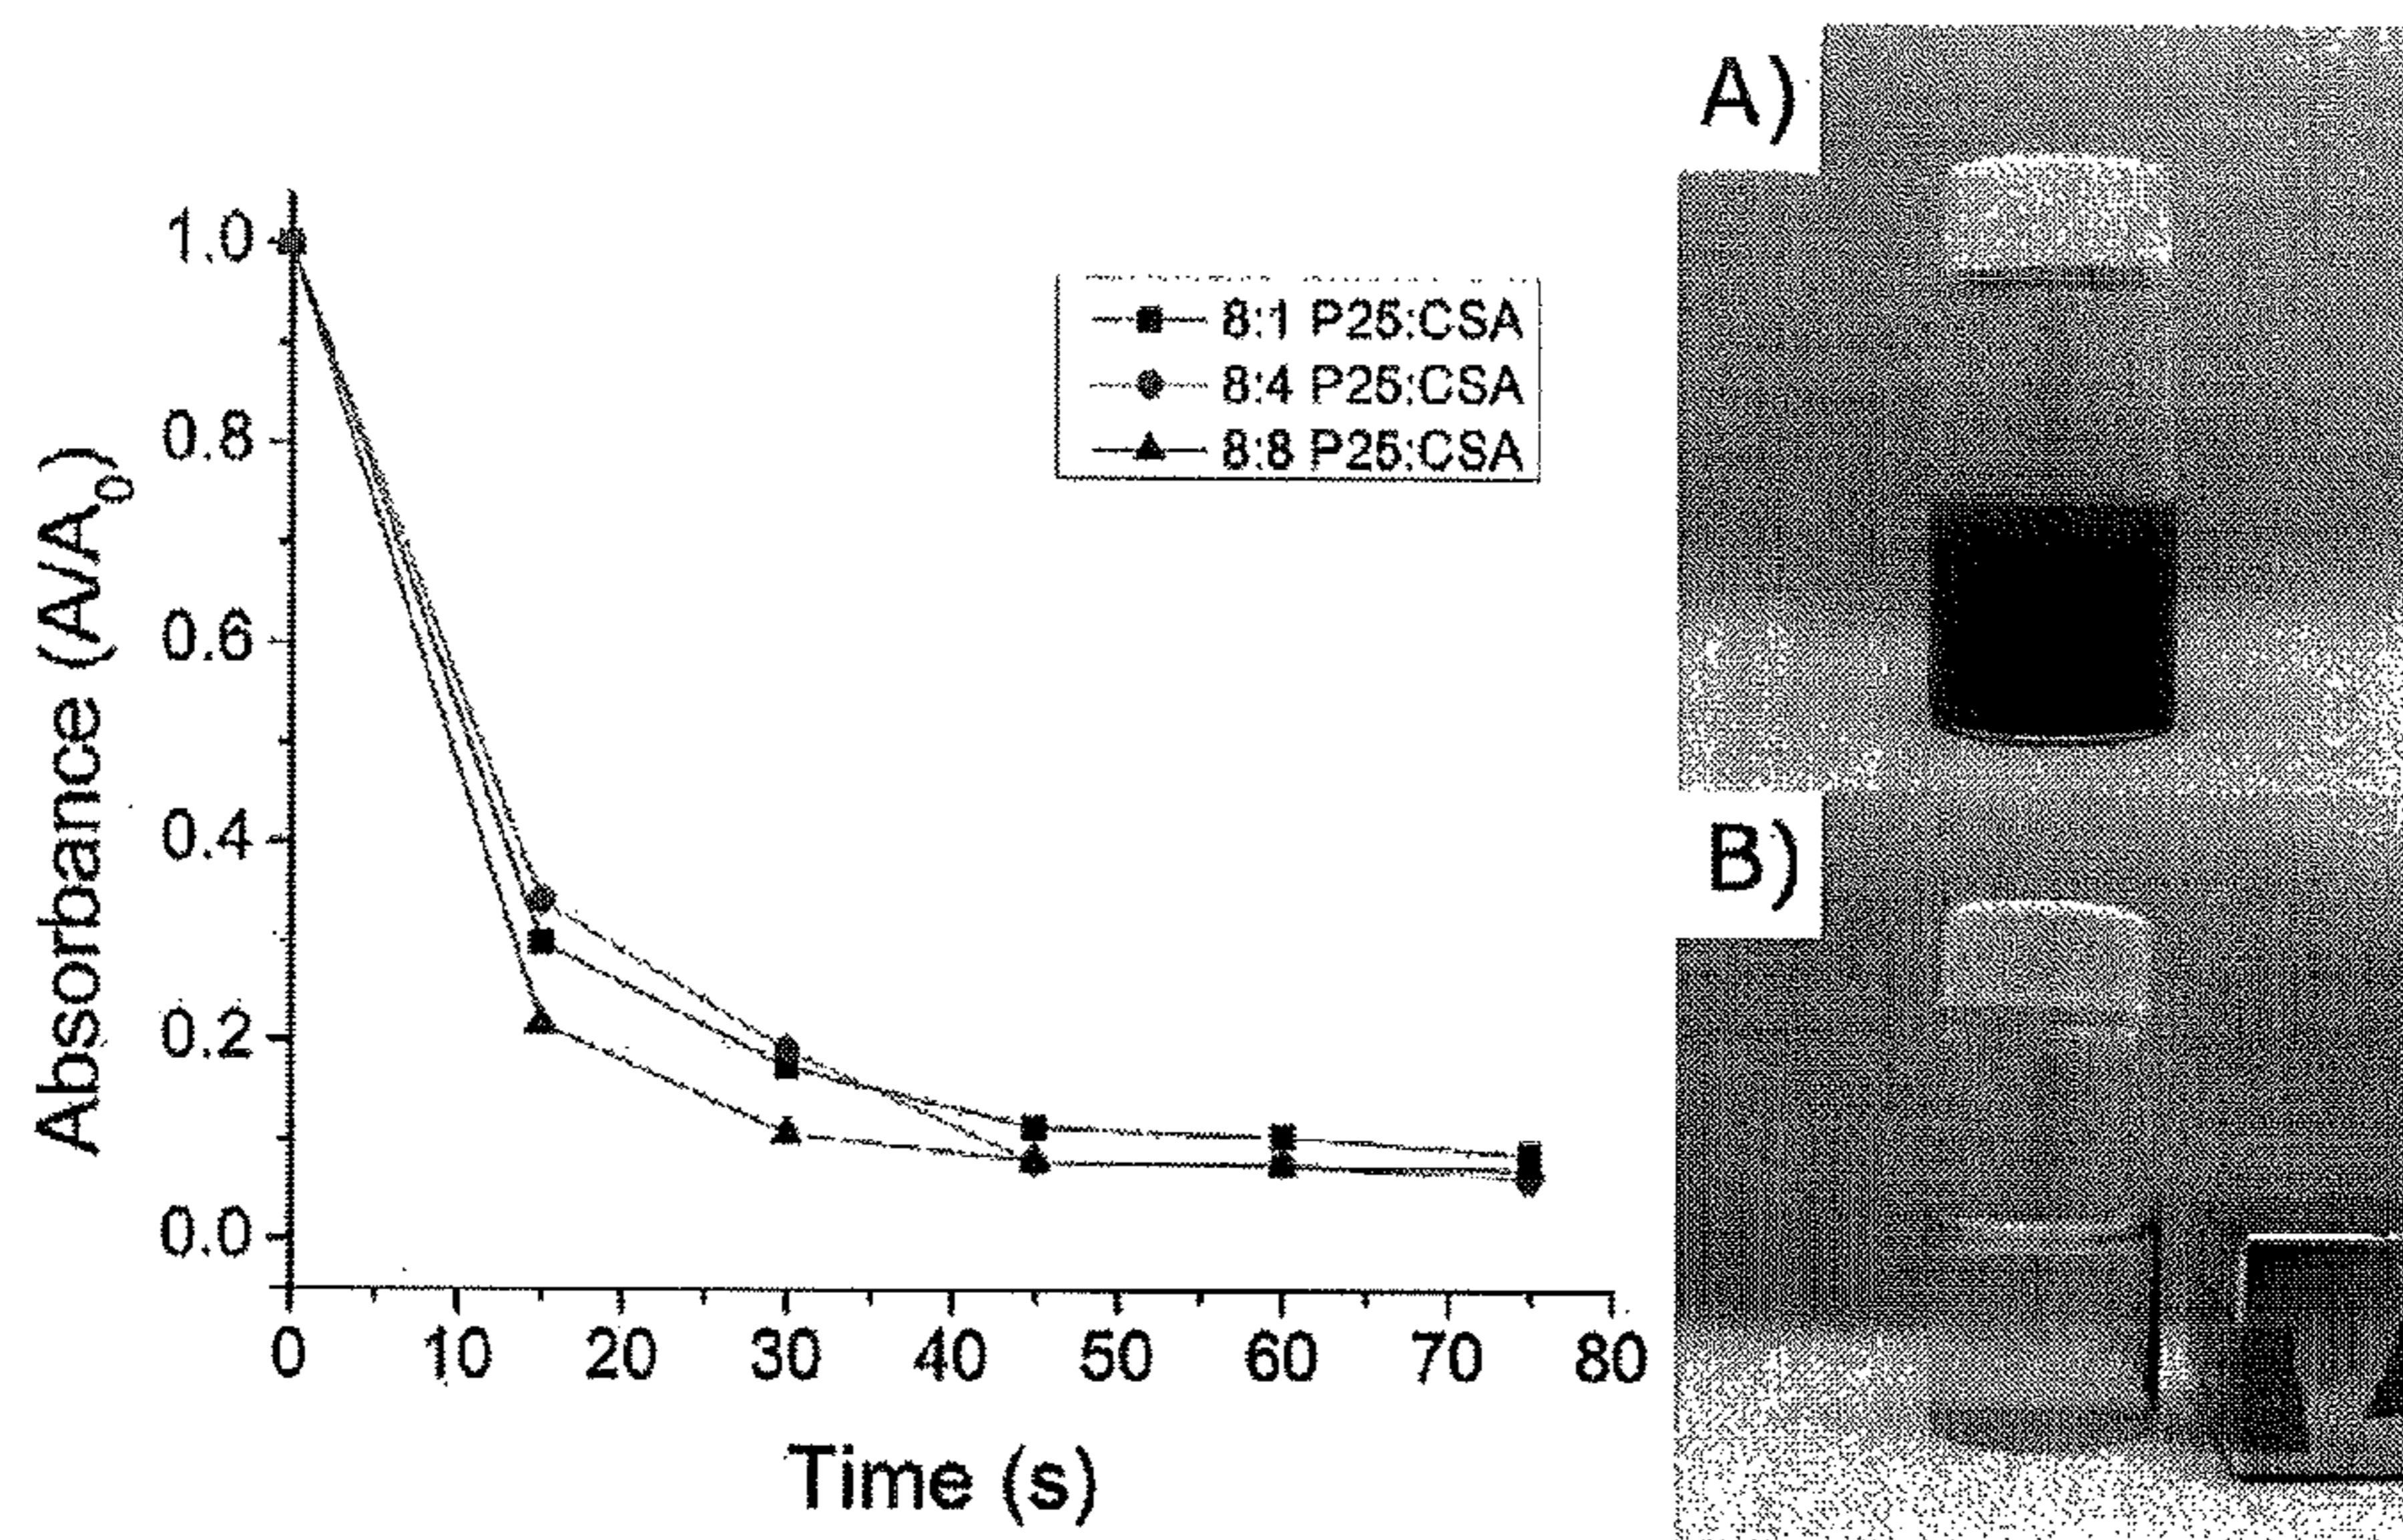 Absorbance (A/A0)
1.0
0.8
0.6
0.4
0.2
0.0
8:1 P25:CSA
8:4 P25:CSA
8:8 P25:CSA
0 10 20 30 40 50 60 70 80
Time (s)
A)
B)